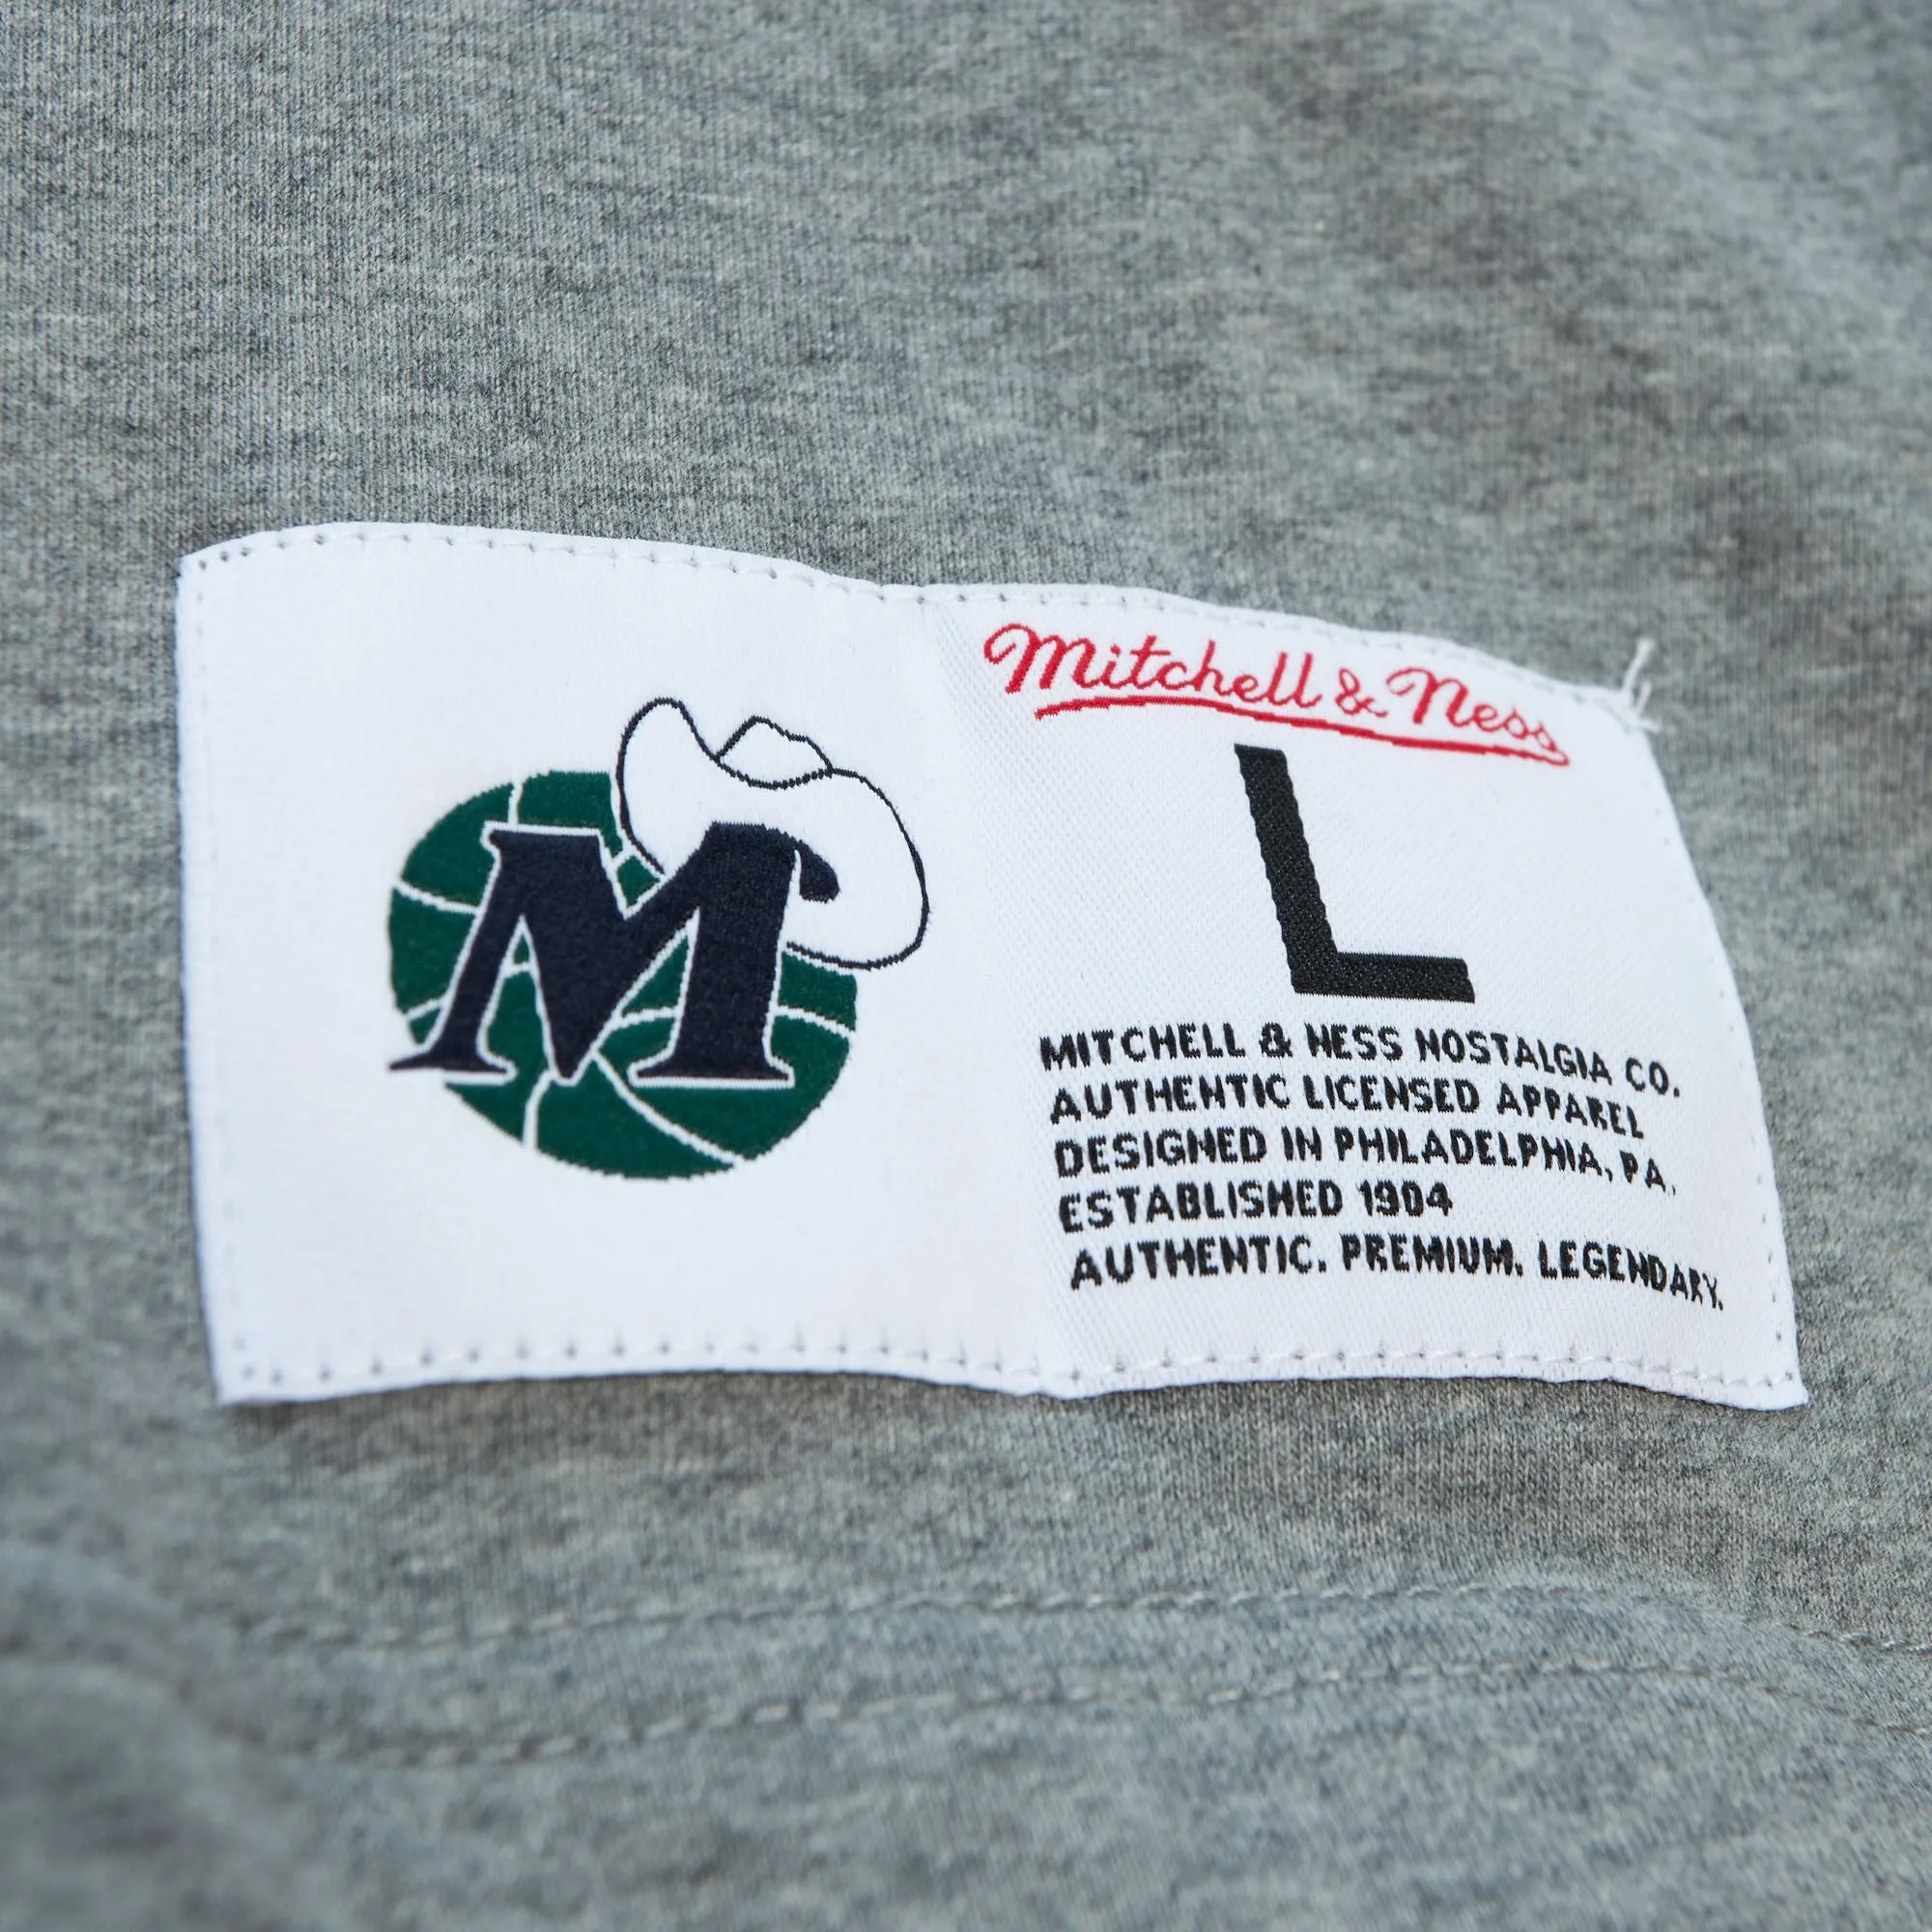 M
Mitchell & Ness
L
MITCHELL & NESS NOSTALGIA CO.
AUTHENTIC LICENSED APPAREL
DESIGNED IN PHILADELPHIA, PA.
ESTABLISHED 1904
AUTHENTIC. PREMIUM. LEGENDARY.